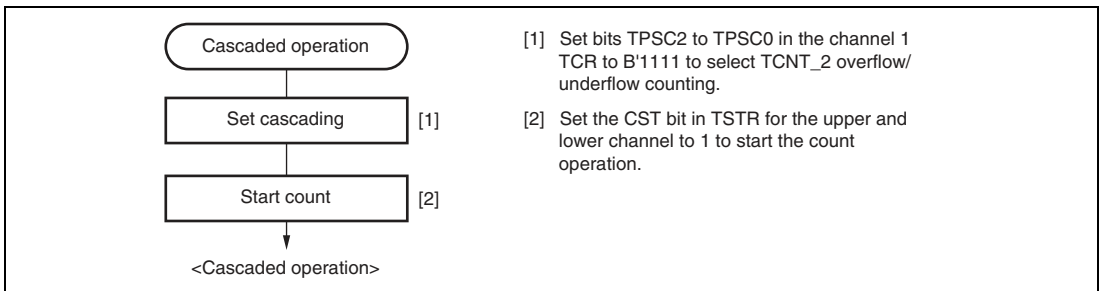 Cascaded operation
Set cascading
[1]
Start count
[2]
<Cascaded operation>
[1] Set bits TPSC2 to TPSC0 in the channel 1
TCR to B'1111 to select TCNT_2 overflow/
underflow counting.
[2] Set the CST bit in TSTR for the upper and
lower channel to 1 to start the count
operation.